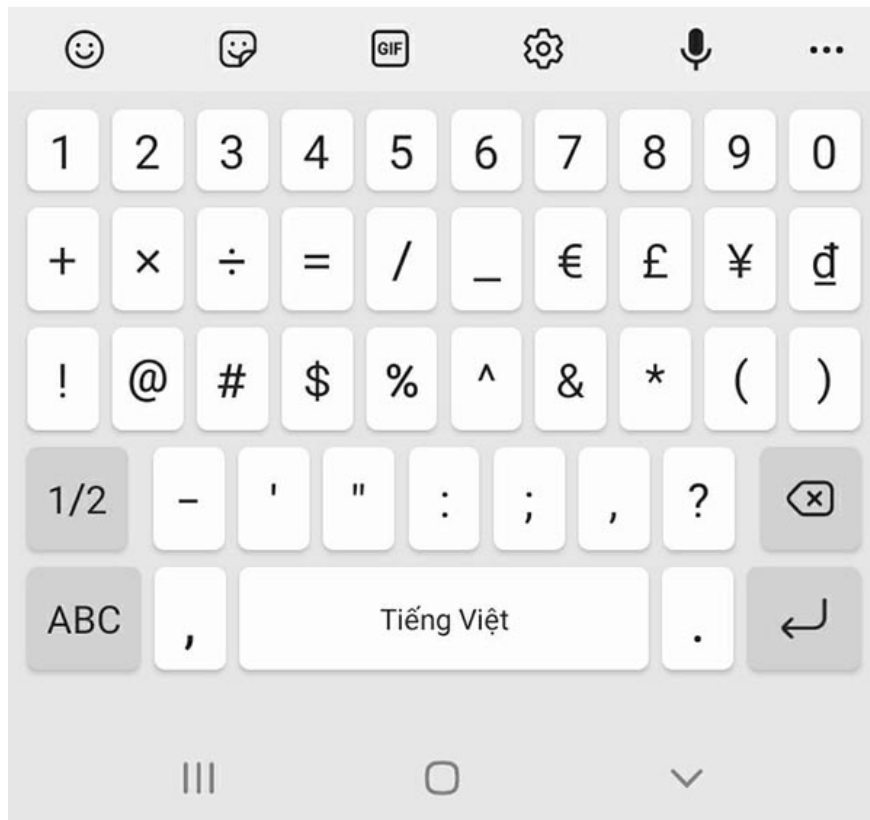 GIF
1 2 3 4 5 6 7 8 9 0
+ × ÷ = / _ € £ ¥ ₫
! @ # $ % ^ & * ( )
1/2 - ' " : ; , ?
ABC , Tiếng Việt .